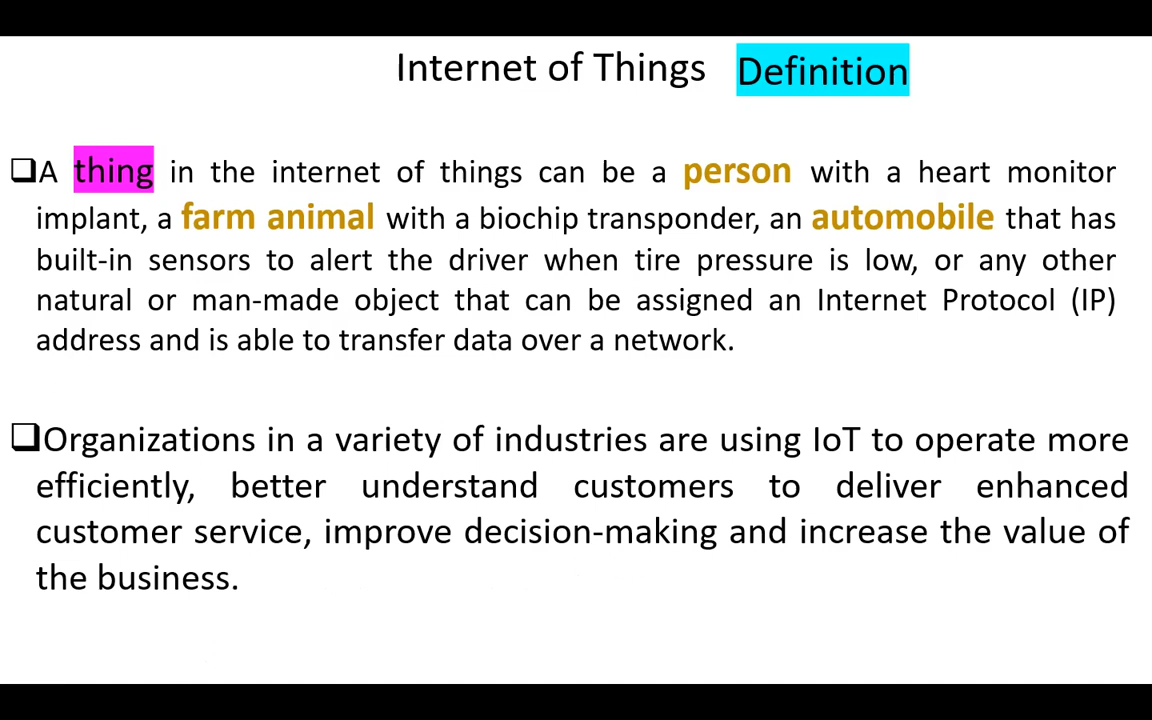 Internet of Things Definition
❑A thing in the internet of things can be a person with a heart monitor
implant, a farm animal with a biochip transponder, an automobile that has
built-in sensors to alert the driver when tire pressure is low, or any other
natural or man-made object that can be assigned an Internet Protocol (IP)
address and is able to transfer data over a network.
❑Organizations in a variety of industries are using IoT to operate more
efficiently, better understand customers to deliver enhanced
customer service, improve decision-making and increase the value of
the business.